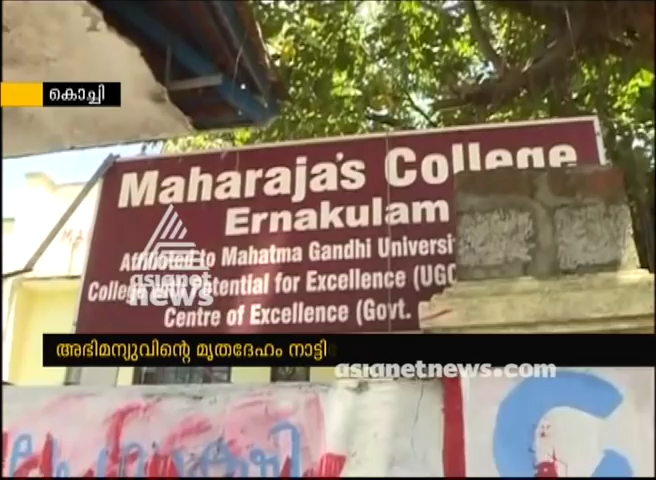 കൊച്ചി
Maharaja's College
Ernakulam
Affiliated to Mahatma Gandhi Universi
College with Potential for Excellence (UGC
Centre of Excellence (Govt.
asianet
news
അഭിമന്യുവിന്റെ മൃതദേഹം നാട്ടി
asianetnews.com
C